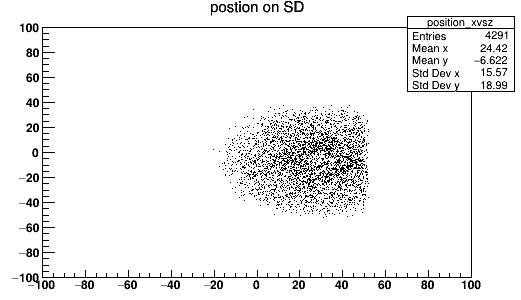 postion on SD
position_xvsz
Entries 4291
Mean x 24.42
Mean y −6.622
Std Dev x 15.57
Std Dev y 18.99
100
80
60
40
20
0
−20
−40
−60
−80
−100
−100 −80 −60 −40 −20 0 20 40 60 80 100